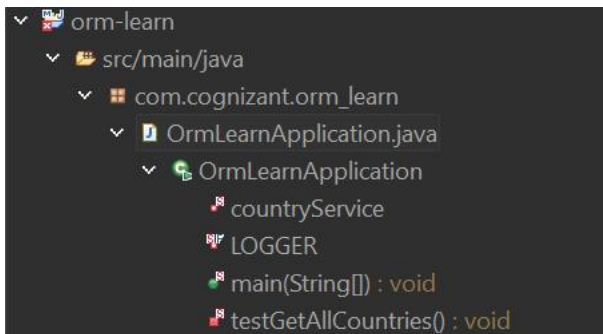 orm-learn
src/main/java
com.cognizant.orm_learn
OrmLearnApplication.java
OrmLearnApplication
countryService
LOGGER
main(String[]) : void
testGetAllCountries() : void